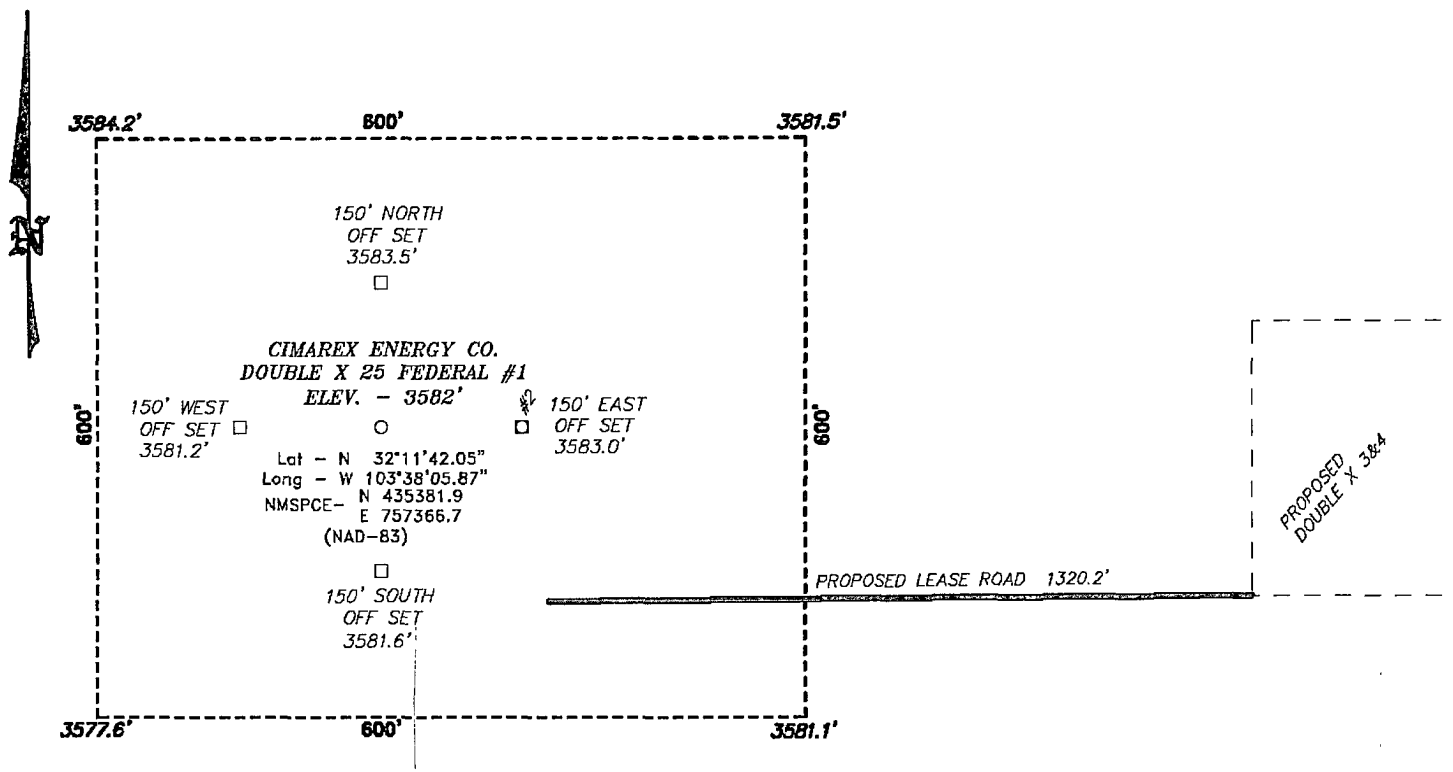 3584.2'
600'
3581.5'
N
150' NORTH
OFF SET
3583.5'
CIMAREX ENERGY CO.
DOUBLE X 25 FEDERAL #1
ELEV. - 3582'
150' WEST
OFF SET
3581.2'
150' EAST
OFF SET
3583.0'
600'
600'
Lat - N 32°11'42.05"
Long - W 103°38'05.87"
NMSPCE- N 435381.9
E 757366.7
(NAD-83)
150' SOUTH
OFF SET
3581.6'
PROPOSED LEASE ROAD 1320.2'
PROPOSED
DOUBLE X 3&4
3577.6'
600'
3581.1'